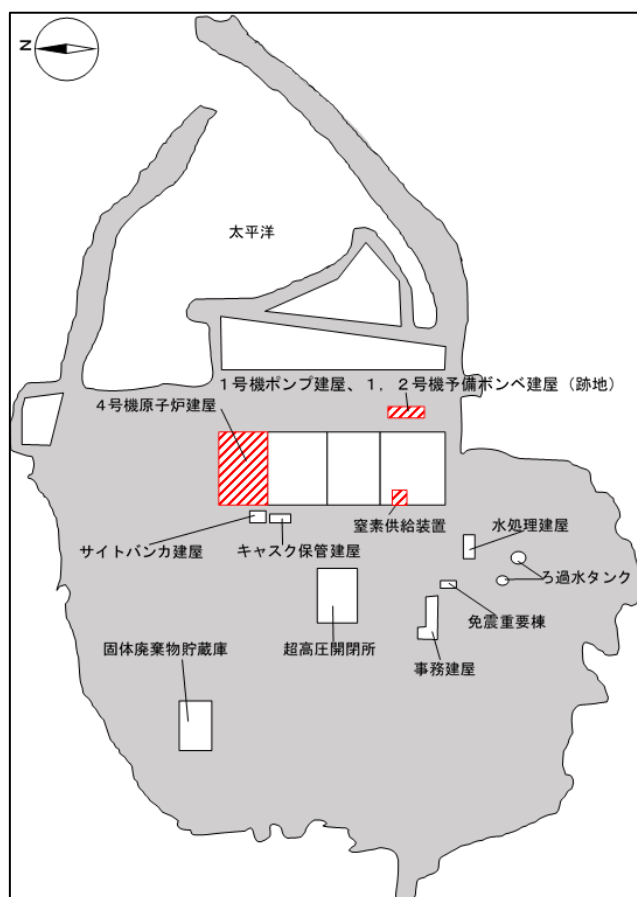 N
太平洋
1号機ポンプ建屋、1,2号機予備ボンベ建屋(跡地)
4号機原子炉建屋
窒素供給装置
水処理建屋
サイトバンカ建屋
キャスク保管建屋
ろ過水タンク
免震重要棟
固体廃棄物貯蔵庫
超高圧開閉所
事務建屋